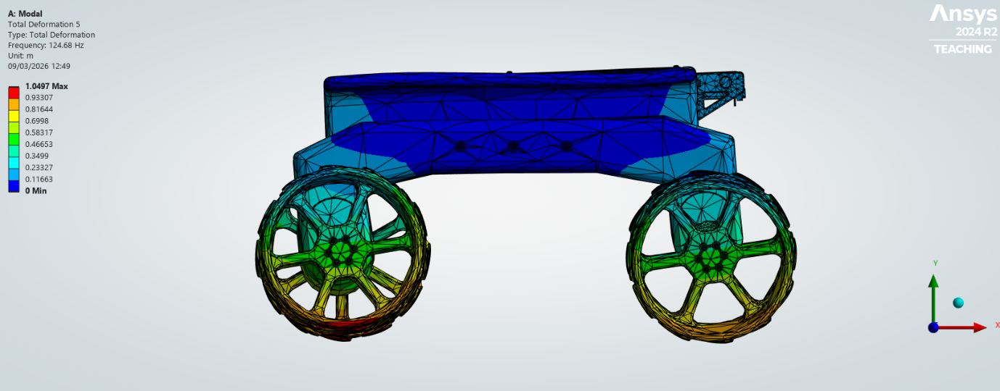 A: Modal
Total Deformation 5
Type: Total Deformation
Frequency: 124.68 Hz
Unit: m
09/03/2026 12:49
1.0497 Max
0.93307
0.81644
0.6998
0.58317
0.46653
0.3499
0.23327
0.11663
0 Min
Ansys
2024 R2
TEACHING
Y
X